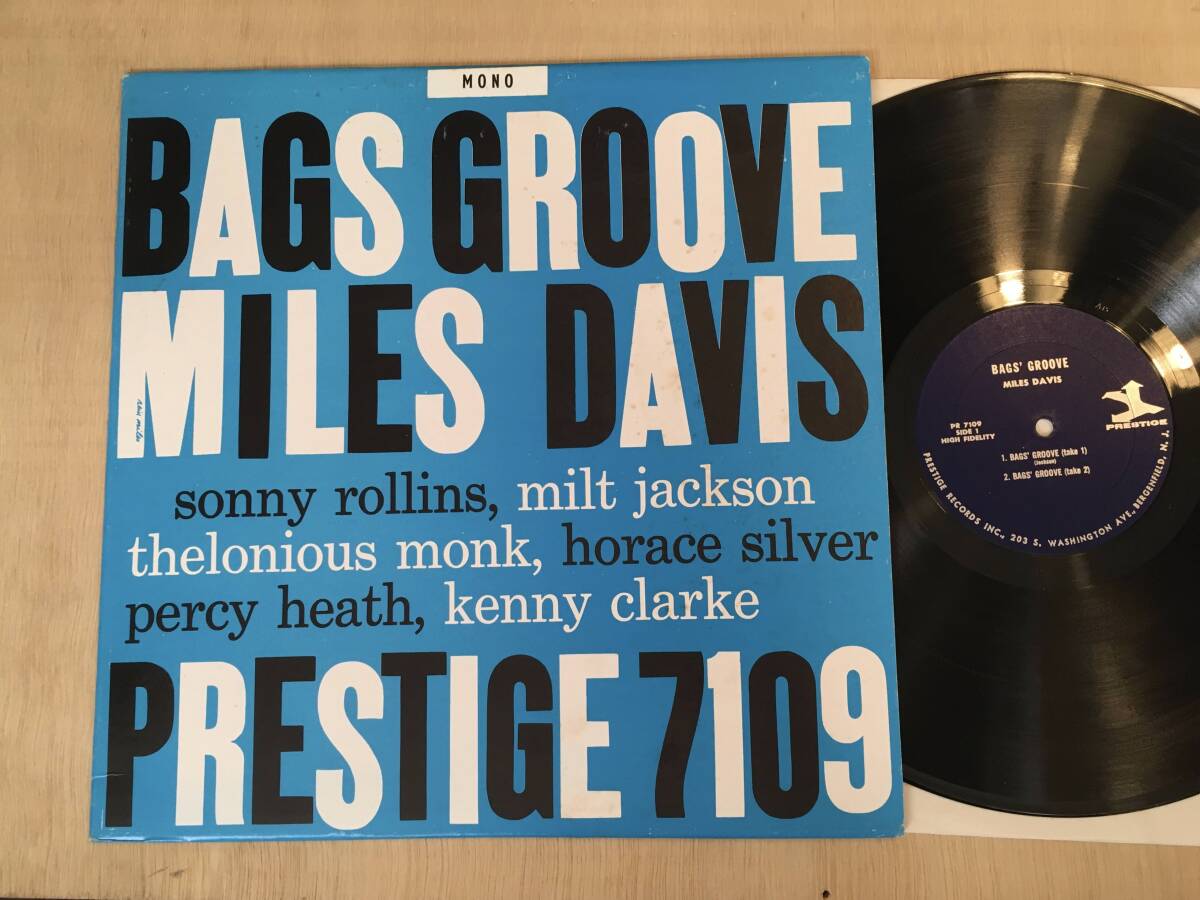 MONO
BAGS GROOVE
MILES DAVIS
sonny rollins, milt jackson
thelonious monk, horace silver
percy heath, kenny clarke
PRESTIGE 7109
BAGS' GROOVE
MILES DAVIS
PRESTIGE
PR 7109
SIDE 1
HIGH FIDELITY
1. BAGS' GROOVE (take 1)
(Jackson)
2. BAGS' GROOVE (take 2)
PRESTIGE RECORDS INC., 203 S. WASHINGTON AVE., BERGENFIELD, N. J.